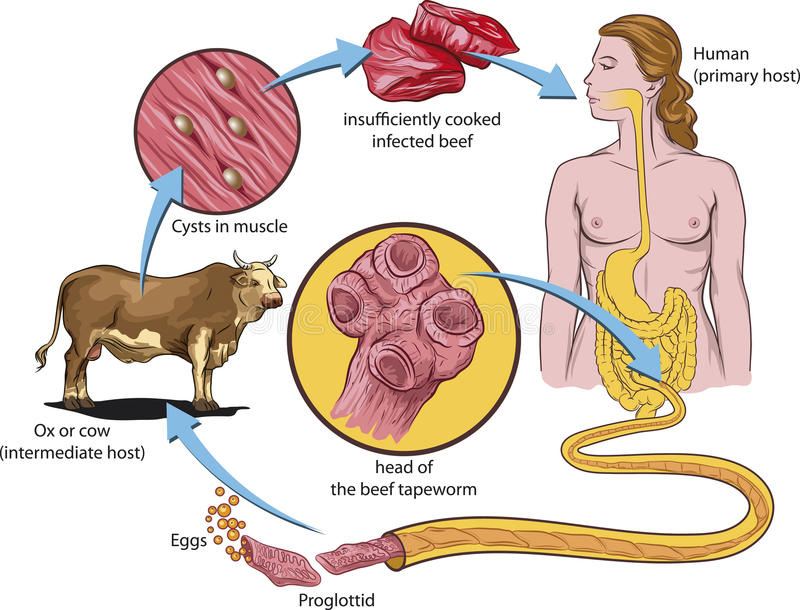 insufficiently cooked
infected beef
Human
(primary host)
Cysts in muscle
Ox or cow
(intermediate host)
head of
the beef tapeworm
Eggs
Proglottid
dreamstime